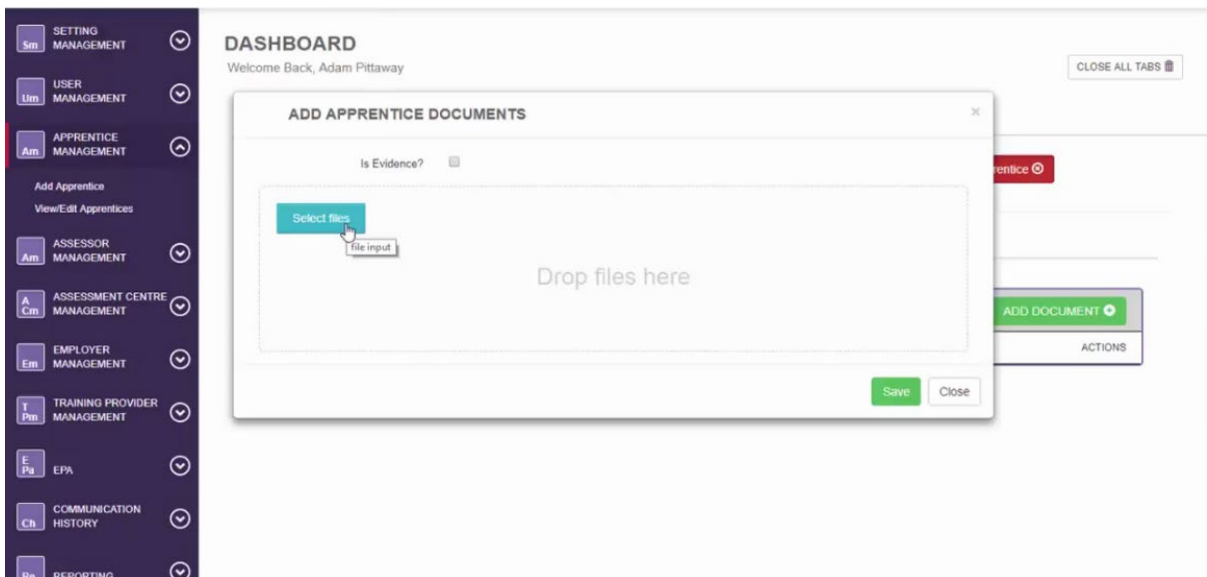 Sm
SETTING
MANAGEMENT
Um
USER
MANAGEMENT
Am
APPRENTICE
MANAGEMENT
Add Apprentice
View/Edit Apprentices
Am
ASSESSOR
MANAGEMENT
A
Cm
ASSESSMENT CENTRE
MANAGEMENT
Em
EMPLOYER
MANAGEMENT
T
Pm
TRAINING PROVIDER
MANAGEMENT
E
Pa
EPA
Ch
COMMUNICATION
HISTORY
REPORTING
DASHBOARD
Welcome Back, Adam Pittaway
CLOSE ALL TABS
ADD APPRENTICE DOCUMENTS
×
Is Evidence?
rentice
Select files
file input
Drop files here
ADD DOCUMENT
ACTIONS
Save
Close